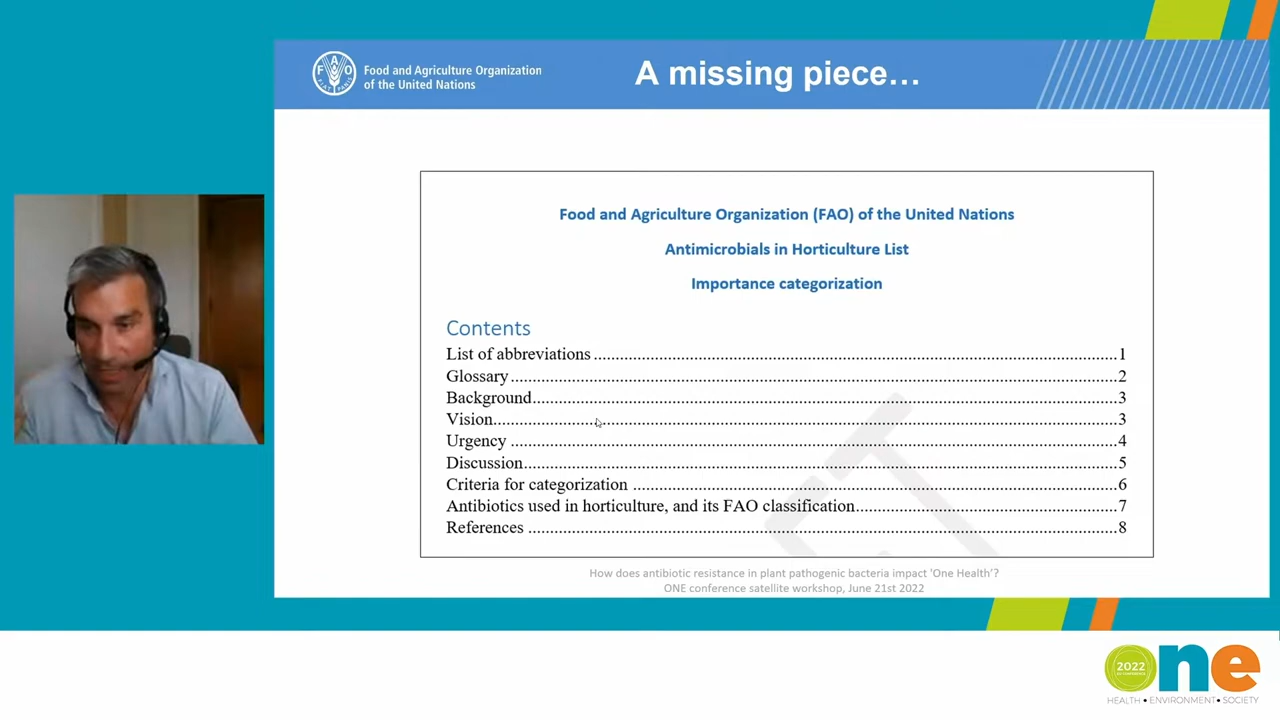 Food and Agriculture Organization
of the United Nations
A missing piece...
Food and Agriculture Organization (FAO) of the United Nations
Antimicrobials in Horticulture List
Importance categorization
Contents
List of abbreviations 1
Glossary 2
Background 3
Vision 3
Urgency 4
Discussion 5
Criteria for categorization 6
Antibiotics used in horticulture, and its FAO classification 7
References 8
How does antibiotic resistance in plant pathogenic bacteria impact 'One Health'?
ONE conference satellite workshop, June 21st 2022
2022
one
HEALTH • ENVIRONMENT • SOCIETY